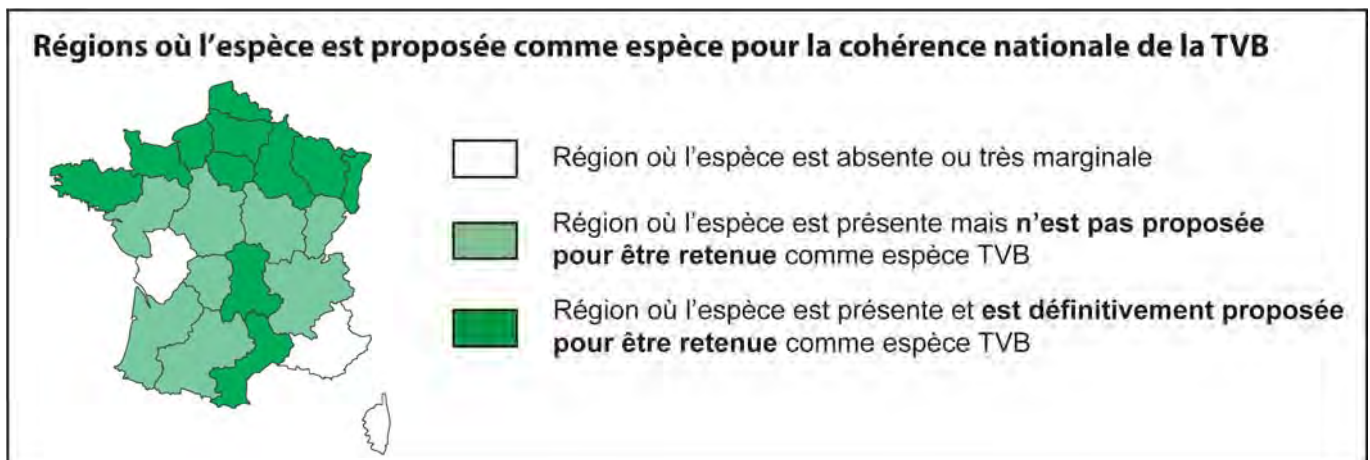 Régions où l'espèce est proposée comme espèce pour la cohérence nationale de la TVB
Région où l'espèce est absente ou très marginale
Région où l'espèce est présente mais n'est pas proposée
pour être retenue comme espèce TVB
Région où l'espèce est présente et est définitivement proposée
pour être retenue comme espèce TVB